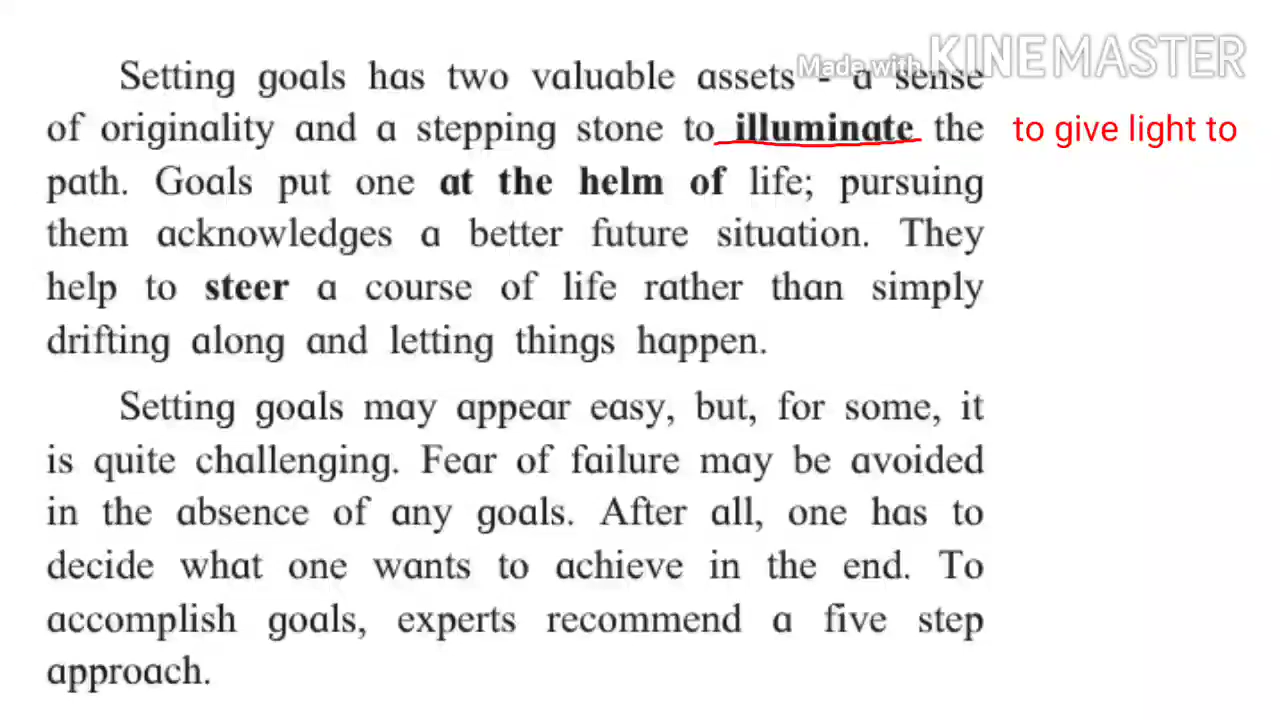 Made with KINEMASTER
Setting goals has two valuable assets - a sense
of originality and a stepping stone to illuminate the to give light to
path. Goals put one at the helm of life; pursuing
them acknowledges a better future situation. They
help to steer a course of life rather than simply
drifting along and letting things happen.
Setting goals may appear easy, but, for some, it
is quite challenging. Fear of failure may be avoided
in the absence of any goals. After all, one has to
decide what one wants to achieve in the end. To
accomplish goals, experts recommend a five step
approach.